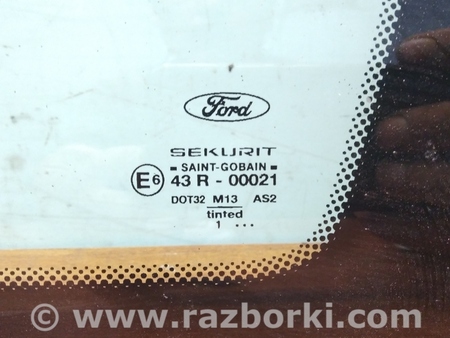 Ford
SEKURIT
SAINT-GOBAIN
E6 43 R - 00021
DOT32 M13 AS2
tinted
1 ...
© www.razborki.com